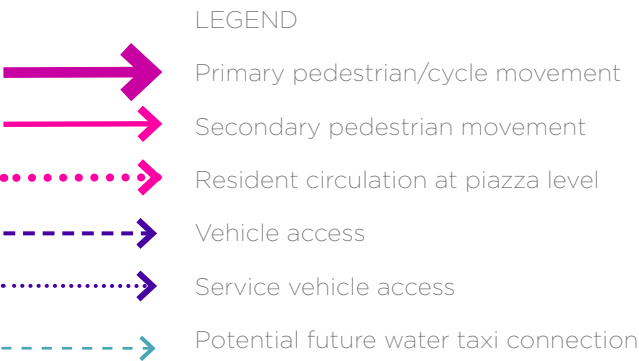 LEGEND
Primary pedestrian/cycle movement
Secondary pedestrian movement
Resident circulation at piazza level
Vehicle access
Service vehicle access
Potential future water taxi connection